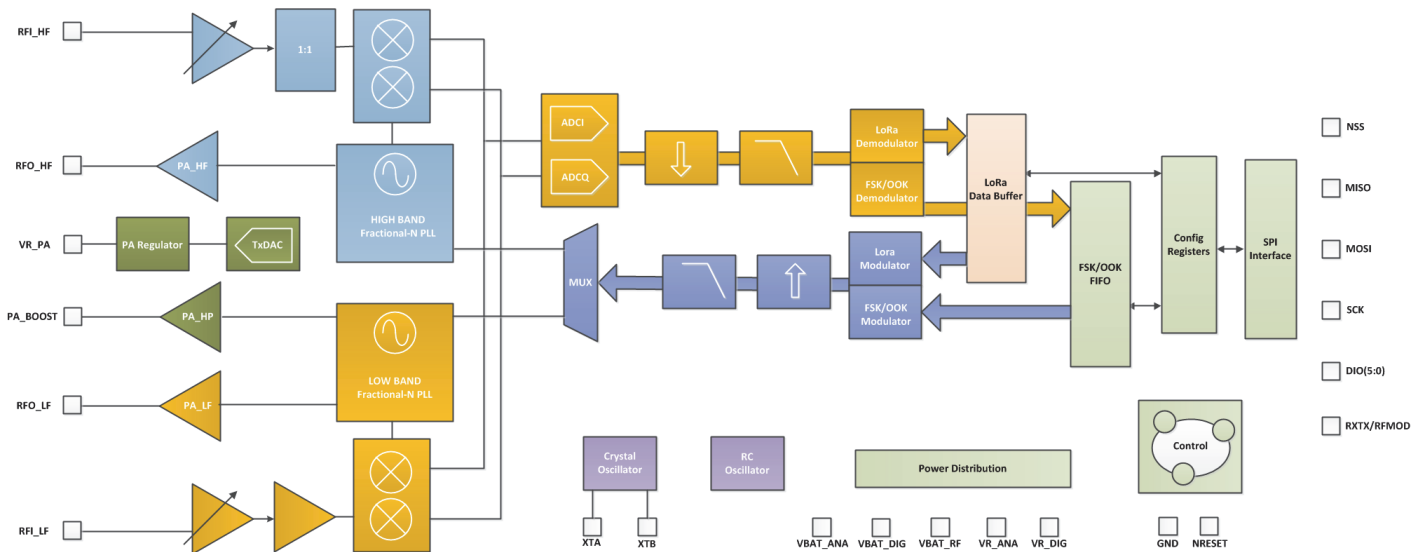 RFI_HF
1:1
RFO_HF
PA_HF
HIGH BAND
Fractional-N PLL
VR_PA
PA Regulator
TxDAC
PA_BOOST
PA_HP
LOW BAND
Fractional-N PLL
RFO_LF
PA_LF
RFI_LF
ADCI
ADCQ
MUX
LoRa
Demodulator
FSK/OOK
Demodulator
Lora
Modulator
FSK/OOK
Modulator
LoRa
Data Buffer
FSK/OOK
FIFO
Config
Registers
SPI
Interface
NSS
MISO
MOSI
SCK
DIO(5:0)
RXTX/RFMOD
Crystal
Oscillator
XTA
XTB
RC
Oscillator
Power Distribution
VBAT_ANA
VBAT_DIG
VBAT_RF
VR_ANA
VR_DIG
Control
GND
NRESET